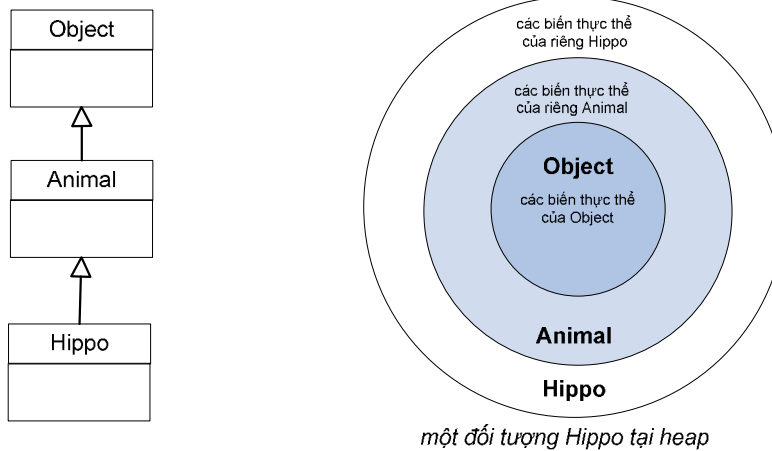 Object
Animal
Hippo
các biến thực thể
của riêng Hippo
các biến thực thể
của riêng Animal
Object
các biến thực thể
của Object
Animal
Hippo
một đối tượng Hippo tại heap